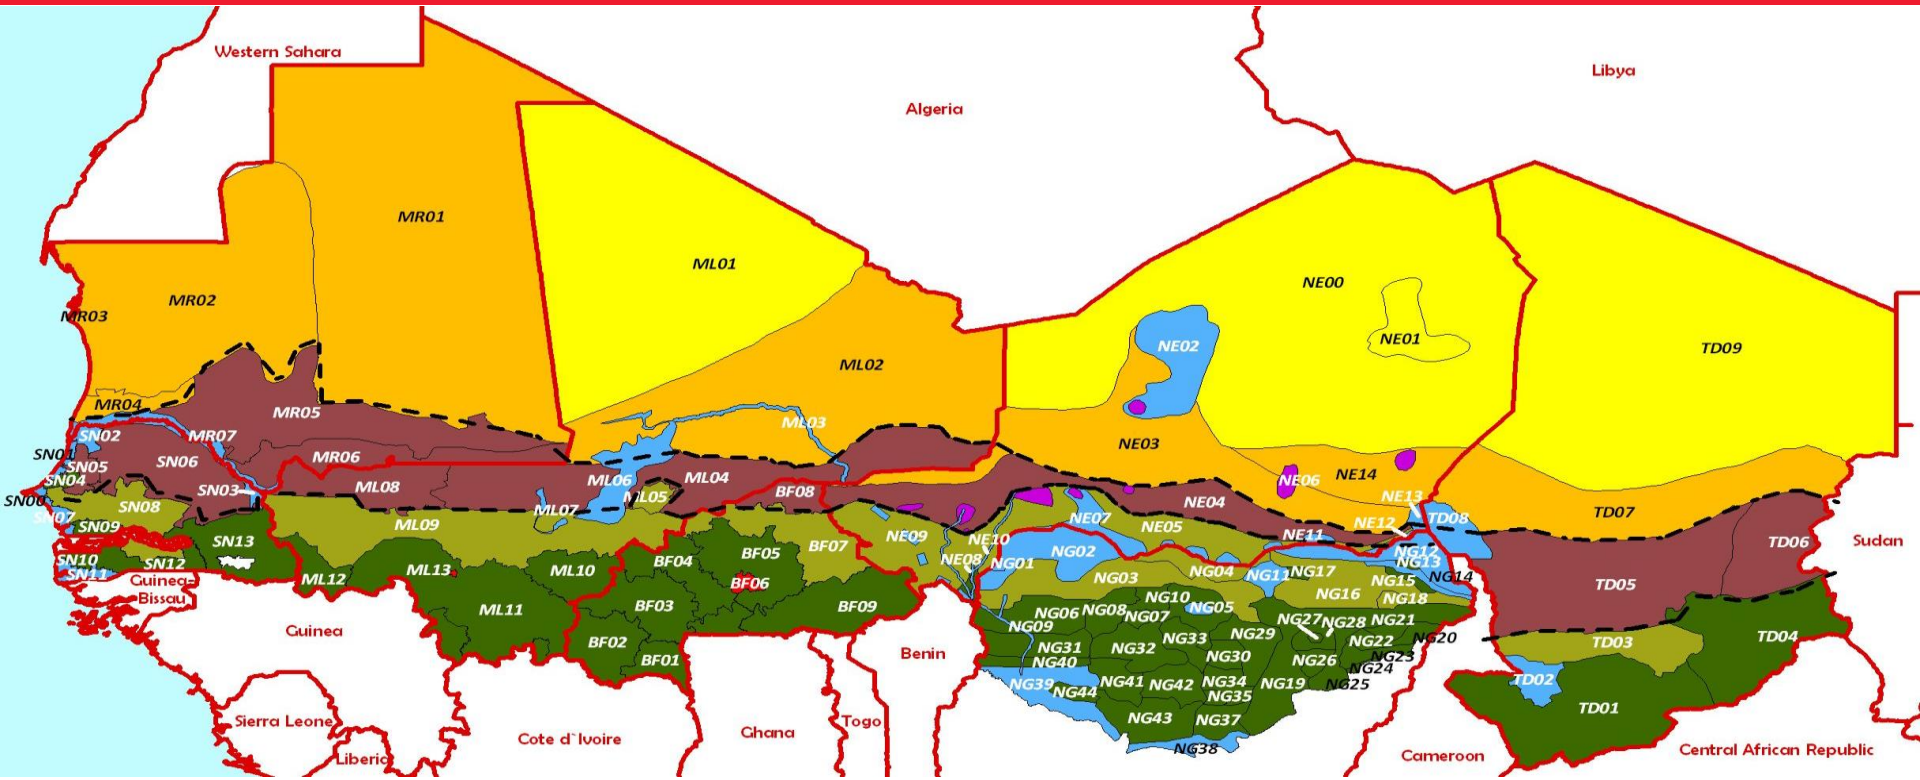 Western Sahara
Libya
Algeria
MR01
ML01
NE00
MR02
MR03
NE01
NE02
TD09
ML02
MR04
MR05
ML03
SN02
MR07
NE03
SN01
SN05
SN06
MR06
SN04
SN03
ML08
ML06
ML04
BF08
NE06
NE14
SN00
SN08
ML05
NE04
NE13
SN07
SN09
ML07
ML09
NE07
NE05
NE12
TD08
TD07
SN13
NE09
NE10
NE11
TD06
Sudan
SN10
SN12
BF04
BF05
BF07
NE08
NG01
NG02
NG12
NG13
SN11
ML12
ML13
ML10
BF06
NG03
NG04
NG11
NG17
NG15
NG14
TD05
Guinea-
Bissau
NG10
NG16
NG18
ML11
BF03
BF09
NG06
NG08
NG07
NG05
NG09
NG27
NG28
NG21
Guinea
NG33
NG29
NG22
NG20
TD04
BF02
Benin
NG31
NG32
NG30
NG23
TD03
BF01
NG40
NG26
NG24
NG39
NG44
NG41
NG42
NG34
NG35
NG19
NG25
TD02
Sierra Leone
Liberia
Cote d`Ivoire
Ghana
Togo
NG43
NG37
NG38
TD01
Cameroon
Central African Republic